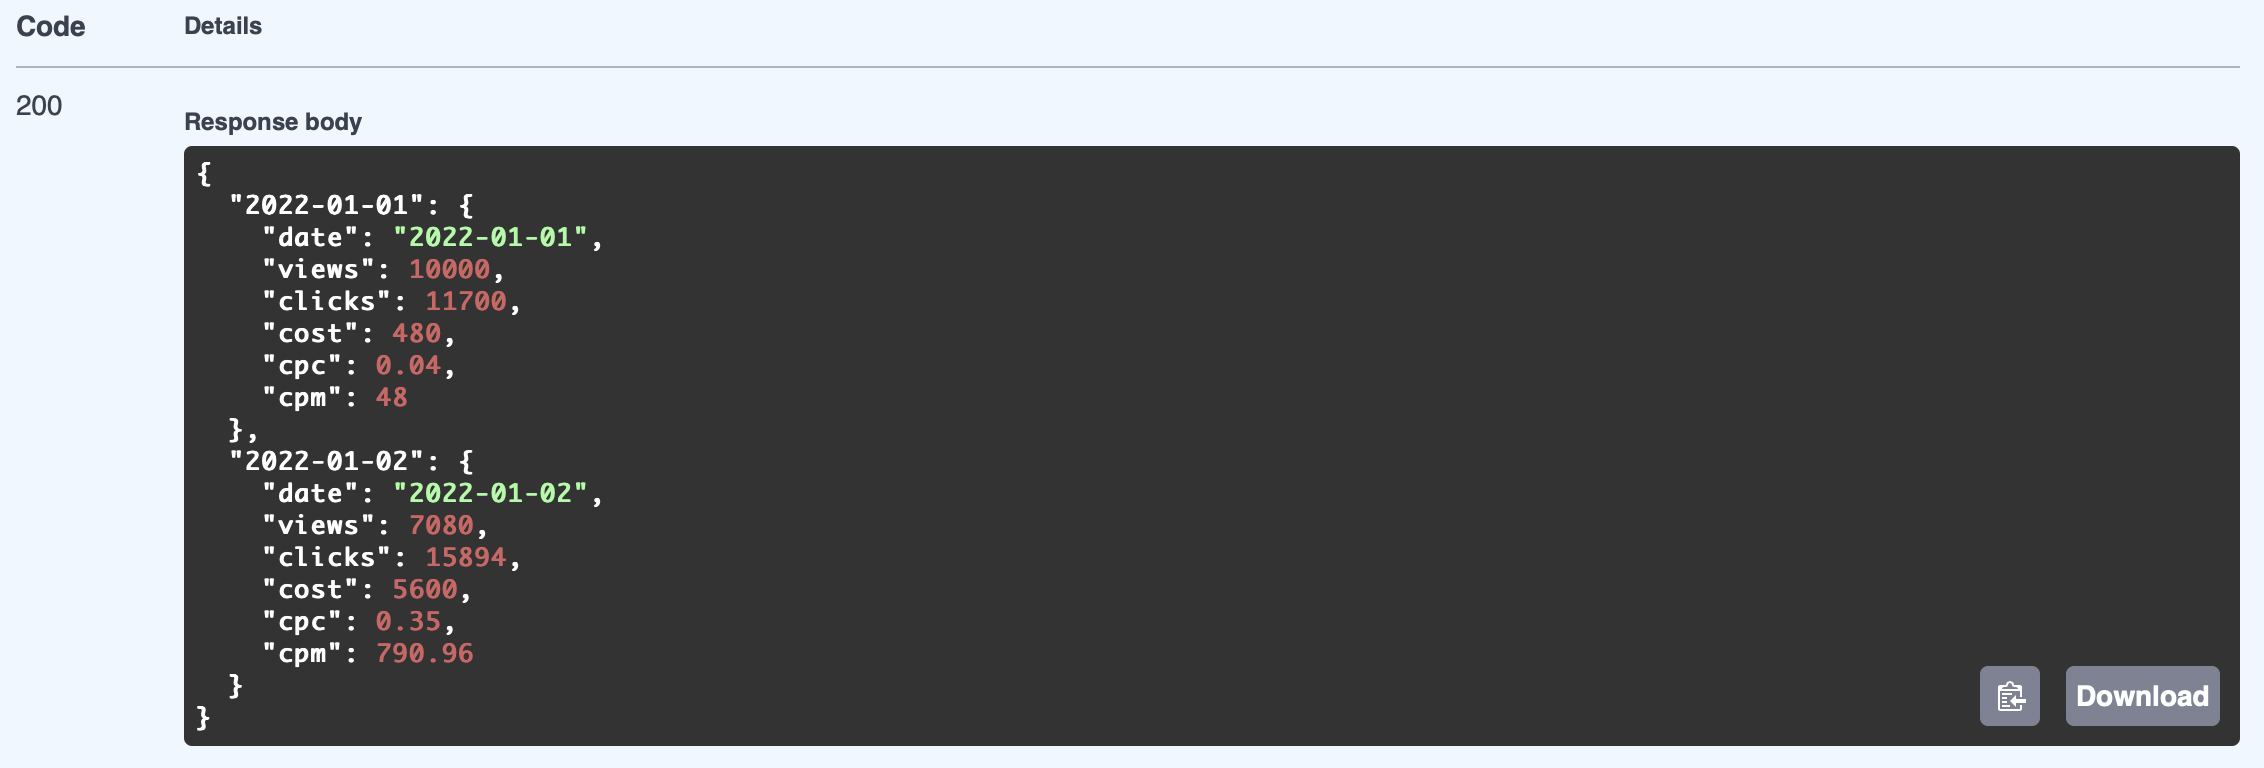 Code Details
200
Response body
{
  "2022-01-01": {
    "date": "2022-01-01",
    "views": 10000,
    "clicks": 11700,
    "cost": 480,
    "cpc": 0.04,
    "cpm": 48
  },
  "2022-01-02": {
    "date": "2022-01-02",
    "views": 7080,
    "clicks": 15894,
    "cost": 5600,
    "cpc": 0.35,
    "cpm": 790.96
  }
}
Download